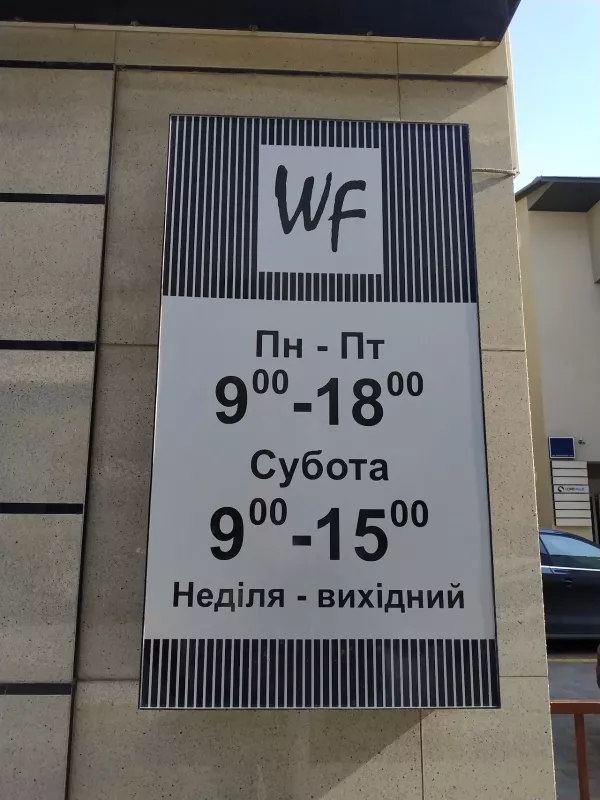 WF
Пн - Пт
9⁰⁰-18⁰⁰
Субота
9⁰⁰-15⁰⁰
Неділя - вихідний